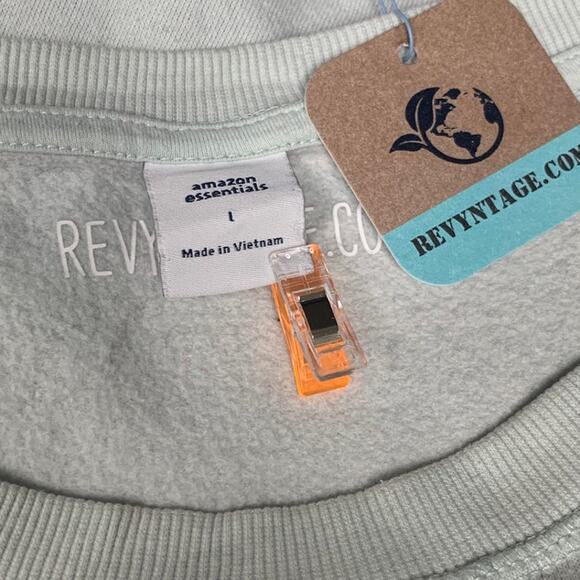 amazon
essentials
L
Made in Vietnam
REVY
.CO
REVYNTAGE.COM